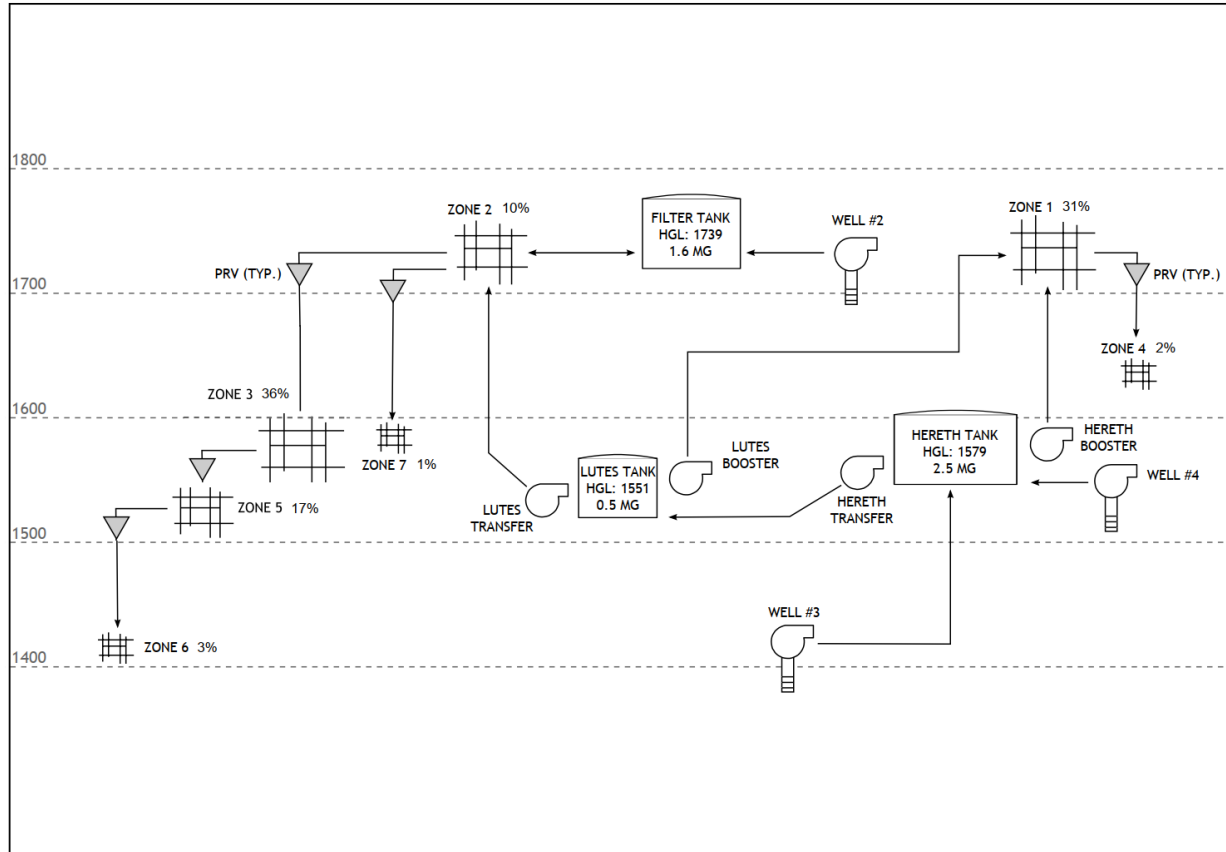 1800
ZONE 2 10%
FILTER TANK
HGL: 1739
1.6 MG
WELL #2
ZONE 1 31%
PRV (TYP.)
PRV (TYP.)
1700
ZONE 4 2%
ZONE 3 36%
1600
ZONE 7 1%
LUTES
BOOSTER
HERETH TANK
HGL: 1579
2.5 MG
HERETH
BOOSTER
LUTES TANK
HGL: 1551
0.5 MG
WELL #4
ZONE 5 17%
LUTES
TRANSFER
HERETH
TRANSFER
1500
WELL #3
ZONE 6 3%
1400